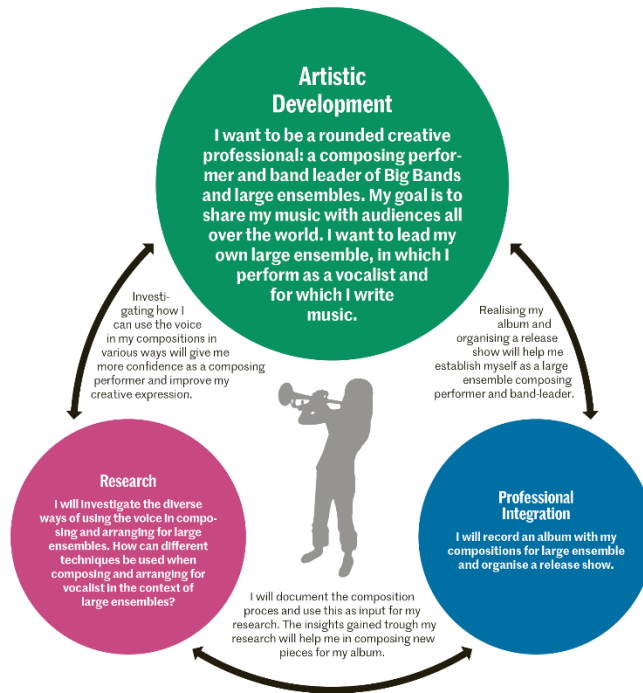 Artistic
Development
I want to be a rounded creative
professional: a composing perfor-
mer and band leader of Big Bands
and large ensembles. My goal is to
share my music with audiences all
over the world. I want to lead my
own large ensemble, in which I
perform as a vocalist and
for which I write
music.
Investi-
gating how I
can use the voice
in my compositions in
various ways will give me
more confidence as a composing
performer and improve my
creative expression.
Realising my
album and
organising a release
show will help me
establish myself as a large
ensemble composing
performer and band-leader.
Research
I will investigate the diverse
ways of using the voice in compo-
sing and arranging for large
ensembles. How can different
techniques be used when
composing and arranging for
vocalist in the context of
large ensembles?
Professional
Integration
I will record an album with my
compositions for large ensemble
and organise a release show.
I will document the composition
proces and use this as input for my
research. The insights gained trough my
research will help me in composing new
pieces for my album.